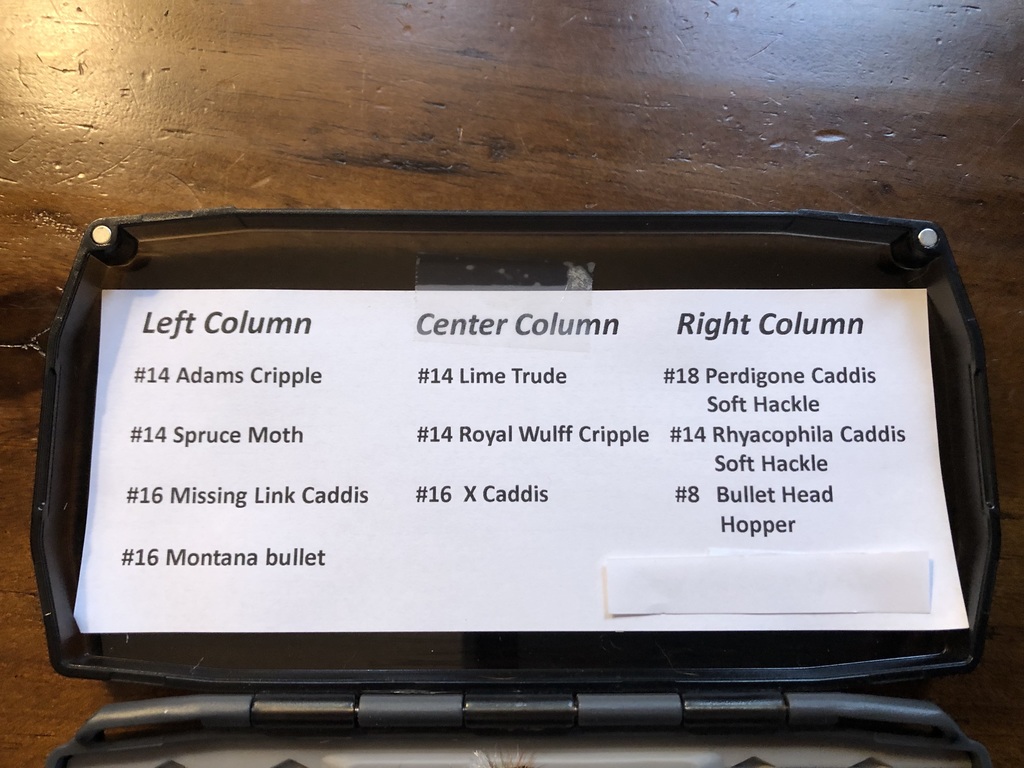 Left Column
#14 Adams Cripple
#14 Spruce Moth
#16 Missing Link Caddis
#16 Montana bullet
Center Column
#14 Lime Trude
#14 Royal Wulff Cripple
#16 X Caddis
Right Column
#18 Perdigone Caddis
Soft Hackle
#14 Rhyacophila Caddis
Soft Hackle
#8 Bullet Head
Hopper